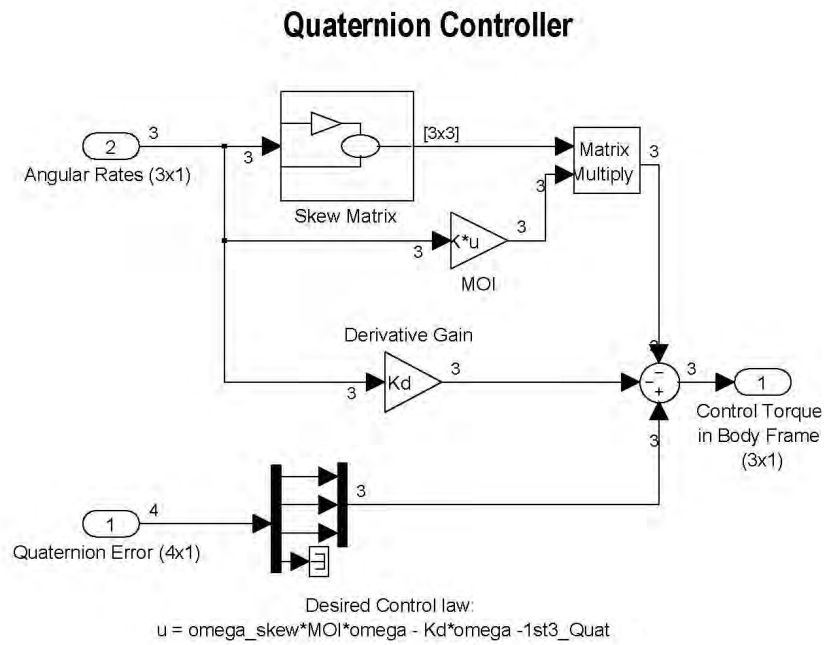 Quaternion Controller
2
3
Angular Rates (3x1)
3
Skew Matrix
[3x3]
Matrix
Multiply
3
3
3
K*u
3
MOI
Derivative Gain
3
Kd
3
3
−
−
+
3
3
1
Control Torque
in Body Frame
(3x1)
1
4
Quaternion Error (4x1)
3
Desired Control law:
u = omega_skew*MOI*omega - Kd*omega -1st3_Quat